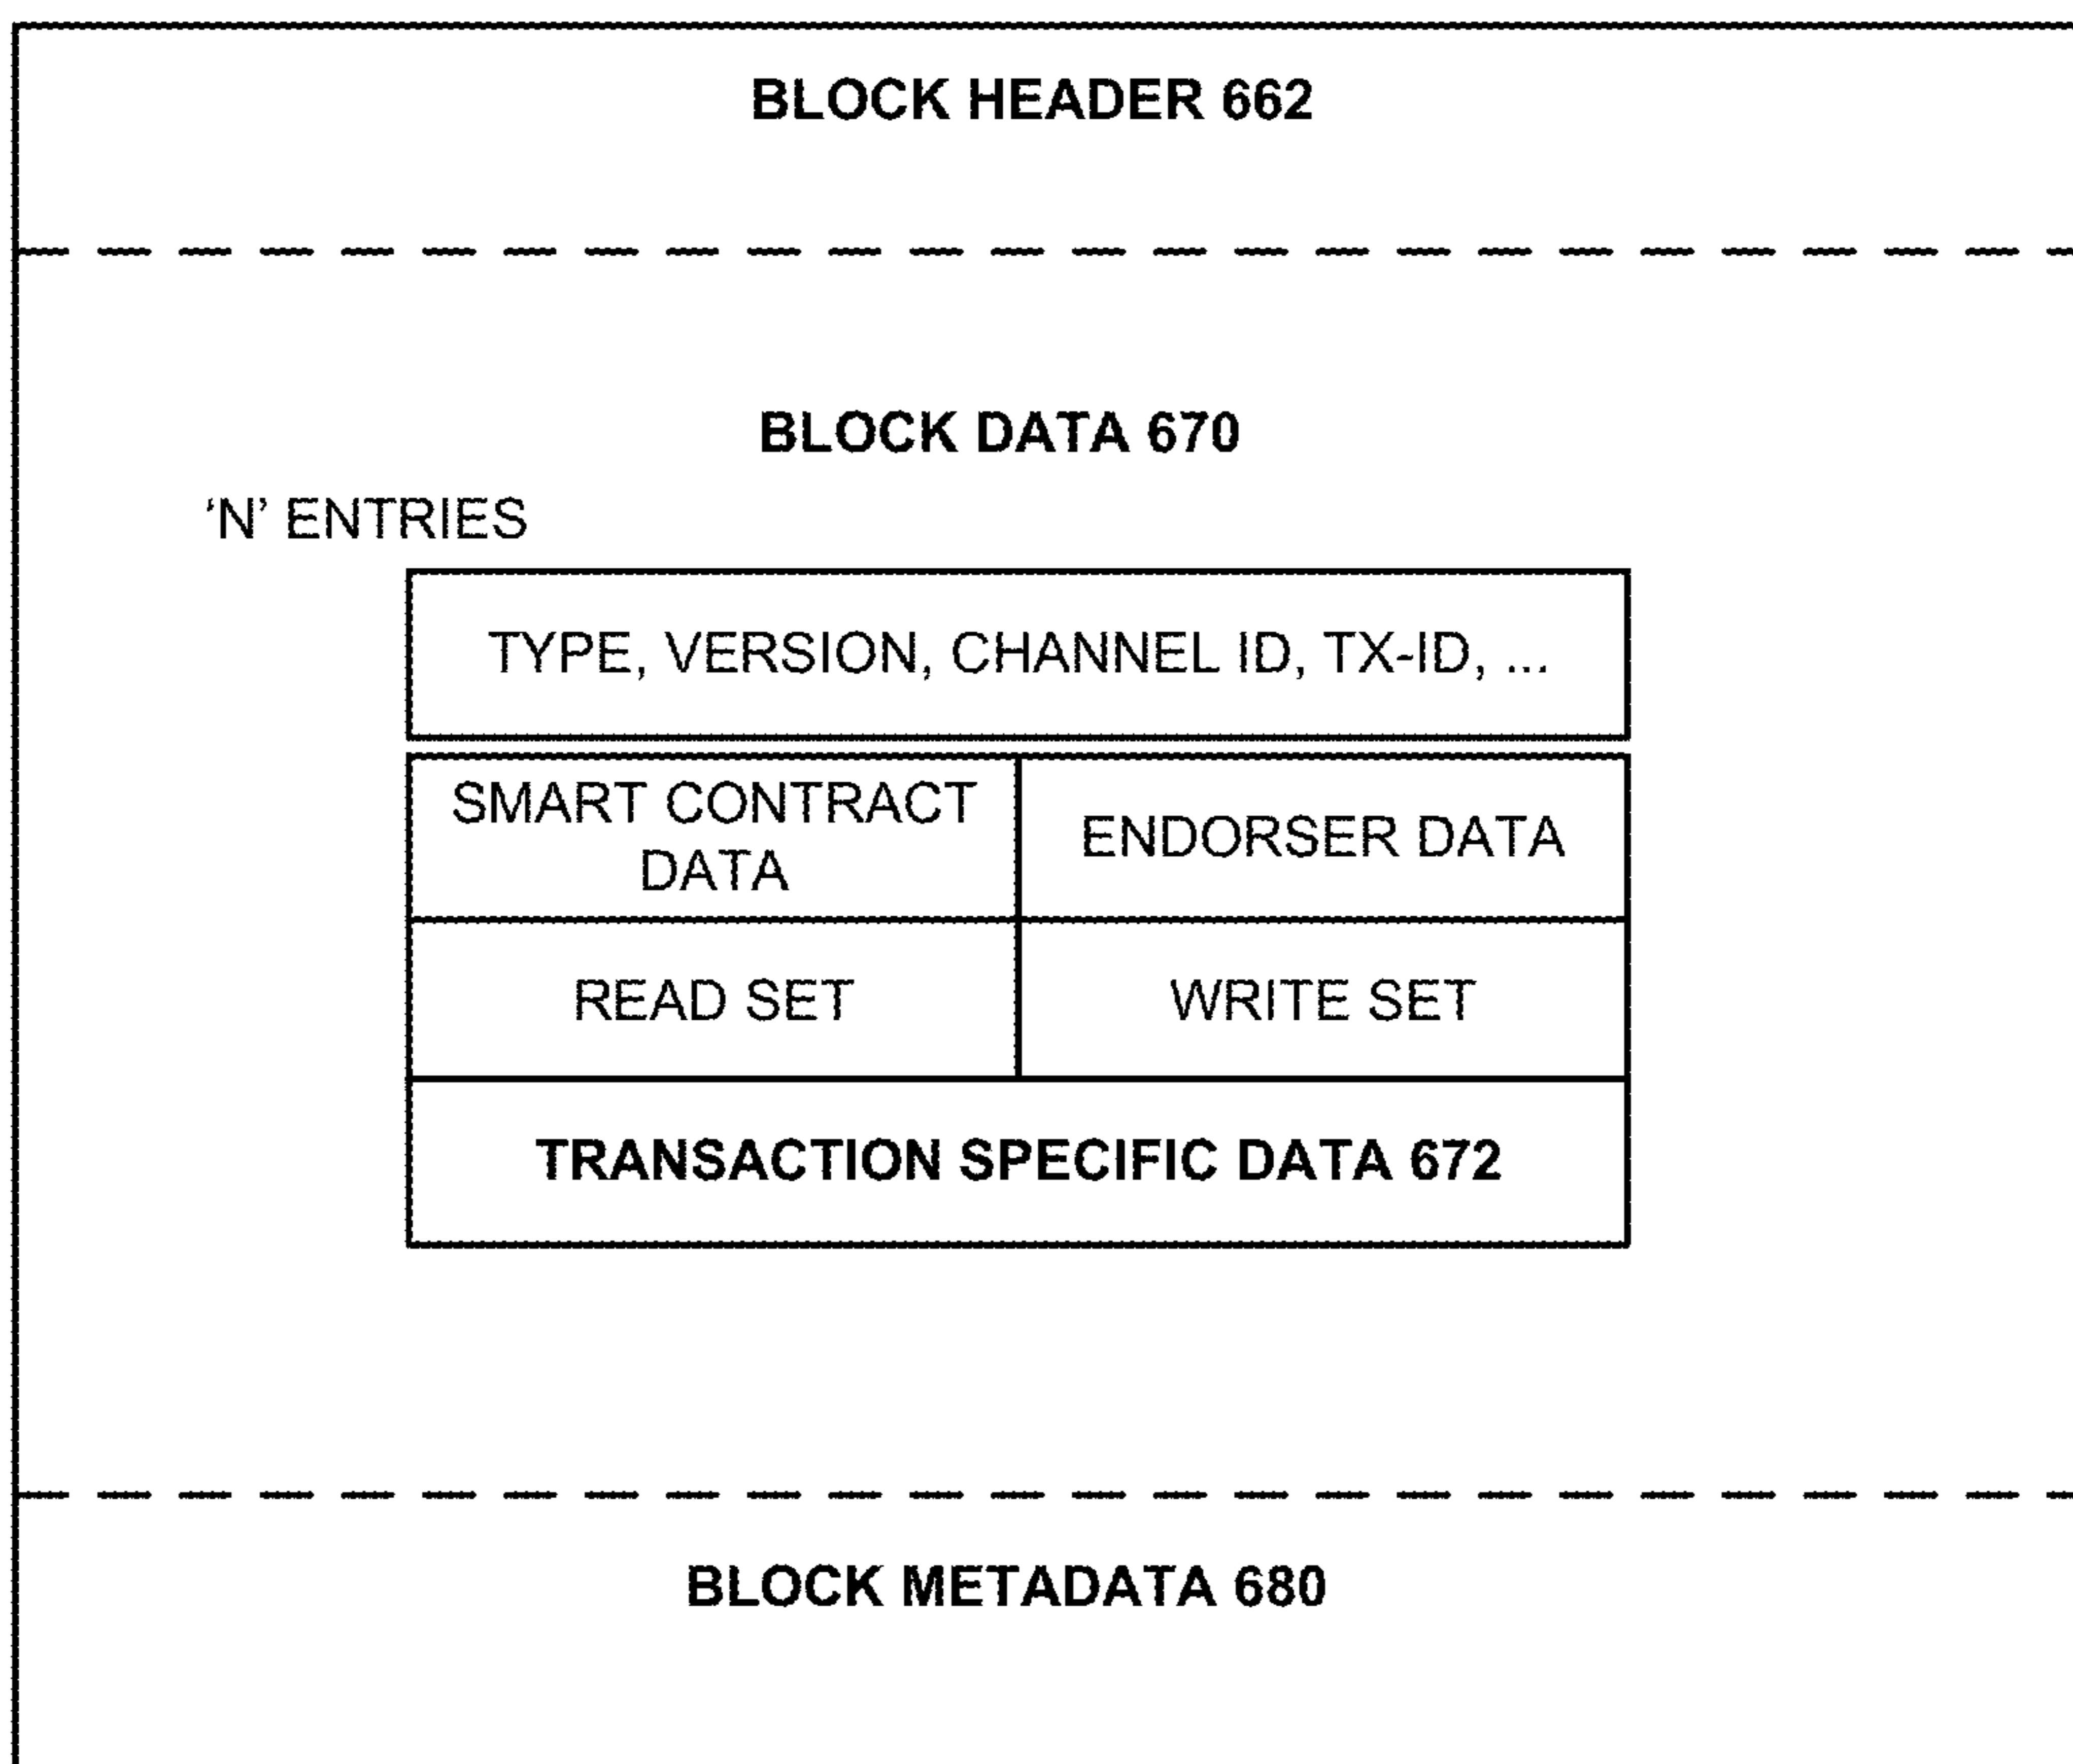 BLOCK HEADER 662
BLOCK DATA 670
‘N’ ENTRIES
TYPE, VERSION, CHANNEL ID, TX-ID, ...
SMART CONTRACT
DATA
ENDORSER DATA
READ SET
WRITE SET
TRANSACTION SPECIFIC DATA 672
BLOCK METADATA 680